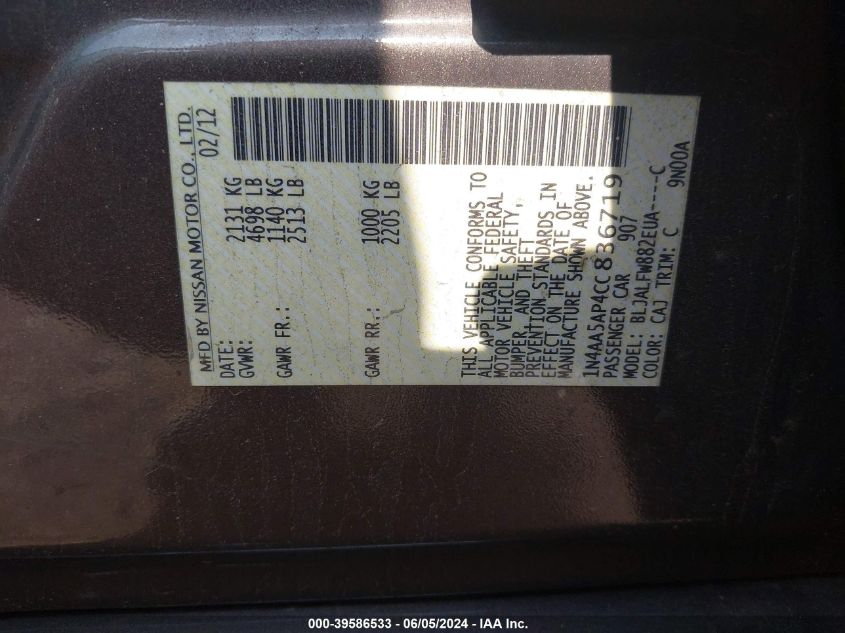 MFD BY NISSAN MOTOR CO., LTD.
DATE: 02/12
GVWR: 2131 KG
4698 LB
GAWR FR.: 1140 KG
2513 LB
GAWR RR.: 1000 KG
2205 LB
THIS VEHICLE CONFORMS TO
ALL APPLICABLE FEDERAL
MOTOR VEHICLE SAFETY,
BUMPER, AND THEFT
PREVENTION STANDARDS IN
EFFECT ON THE DATE OF
MANUFACTURE SHOWN ABOVE.
1N4AA5AP4CC836719
PASSENGER CAR 907
MODEL: BLJALFW882EUA----C
COLOR: CAJ TRIM: C 9N00A
000-39586533 - 06/05/2024 - IAA Inc.